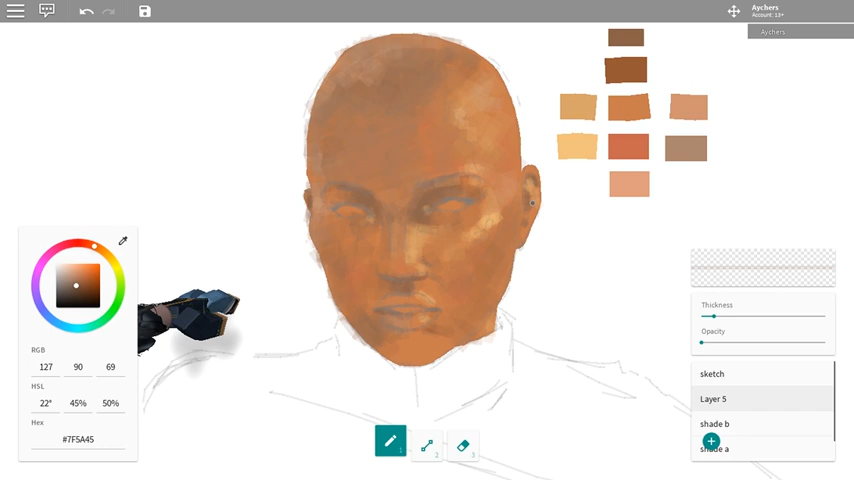 Aychers
Account: 13+
Aychers
RGB
127 90 69
HSL
22° 45% 50%
Hex
#7F5A45
1
2
3
Thickness
Opacity
sketch
Layer 5
shade b
+
shade a